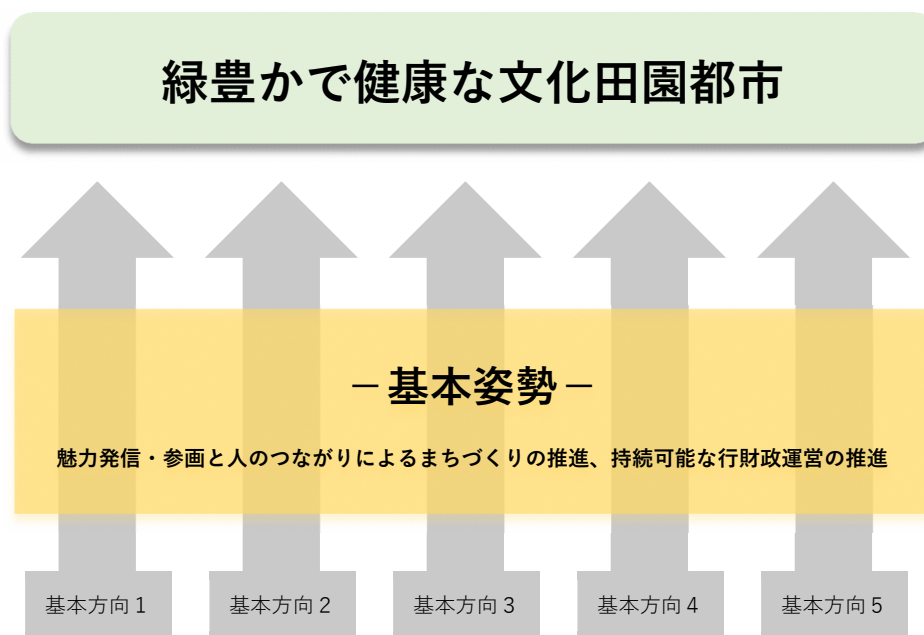 緑豊かで健康な文化田園都市
－基本姿勢－
魅力発信・参画と人のつながりによるまちづくりの推進、持続可能な行財政運営の推進
基本方向1
基本方向2
基本方向3
基本方向4
基本方向5